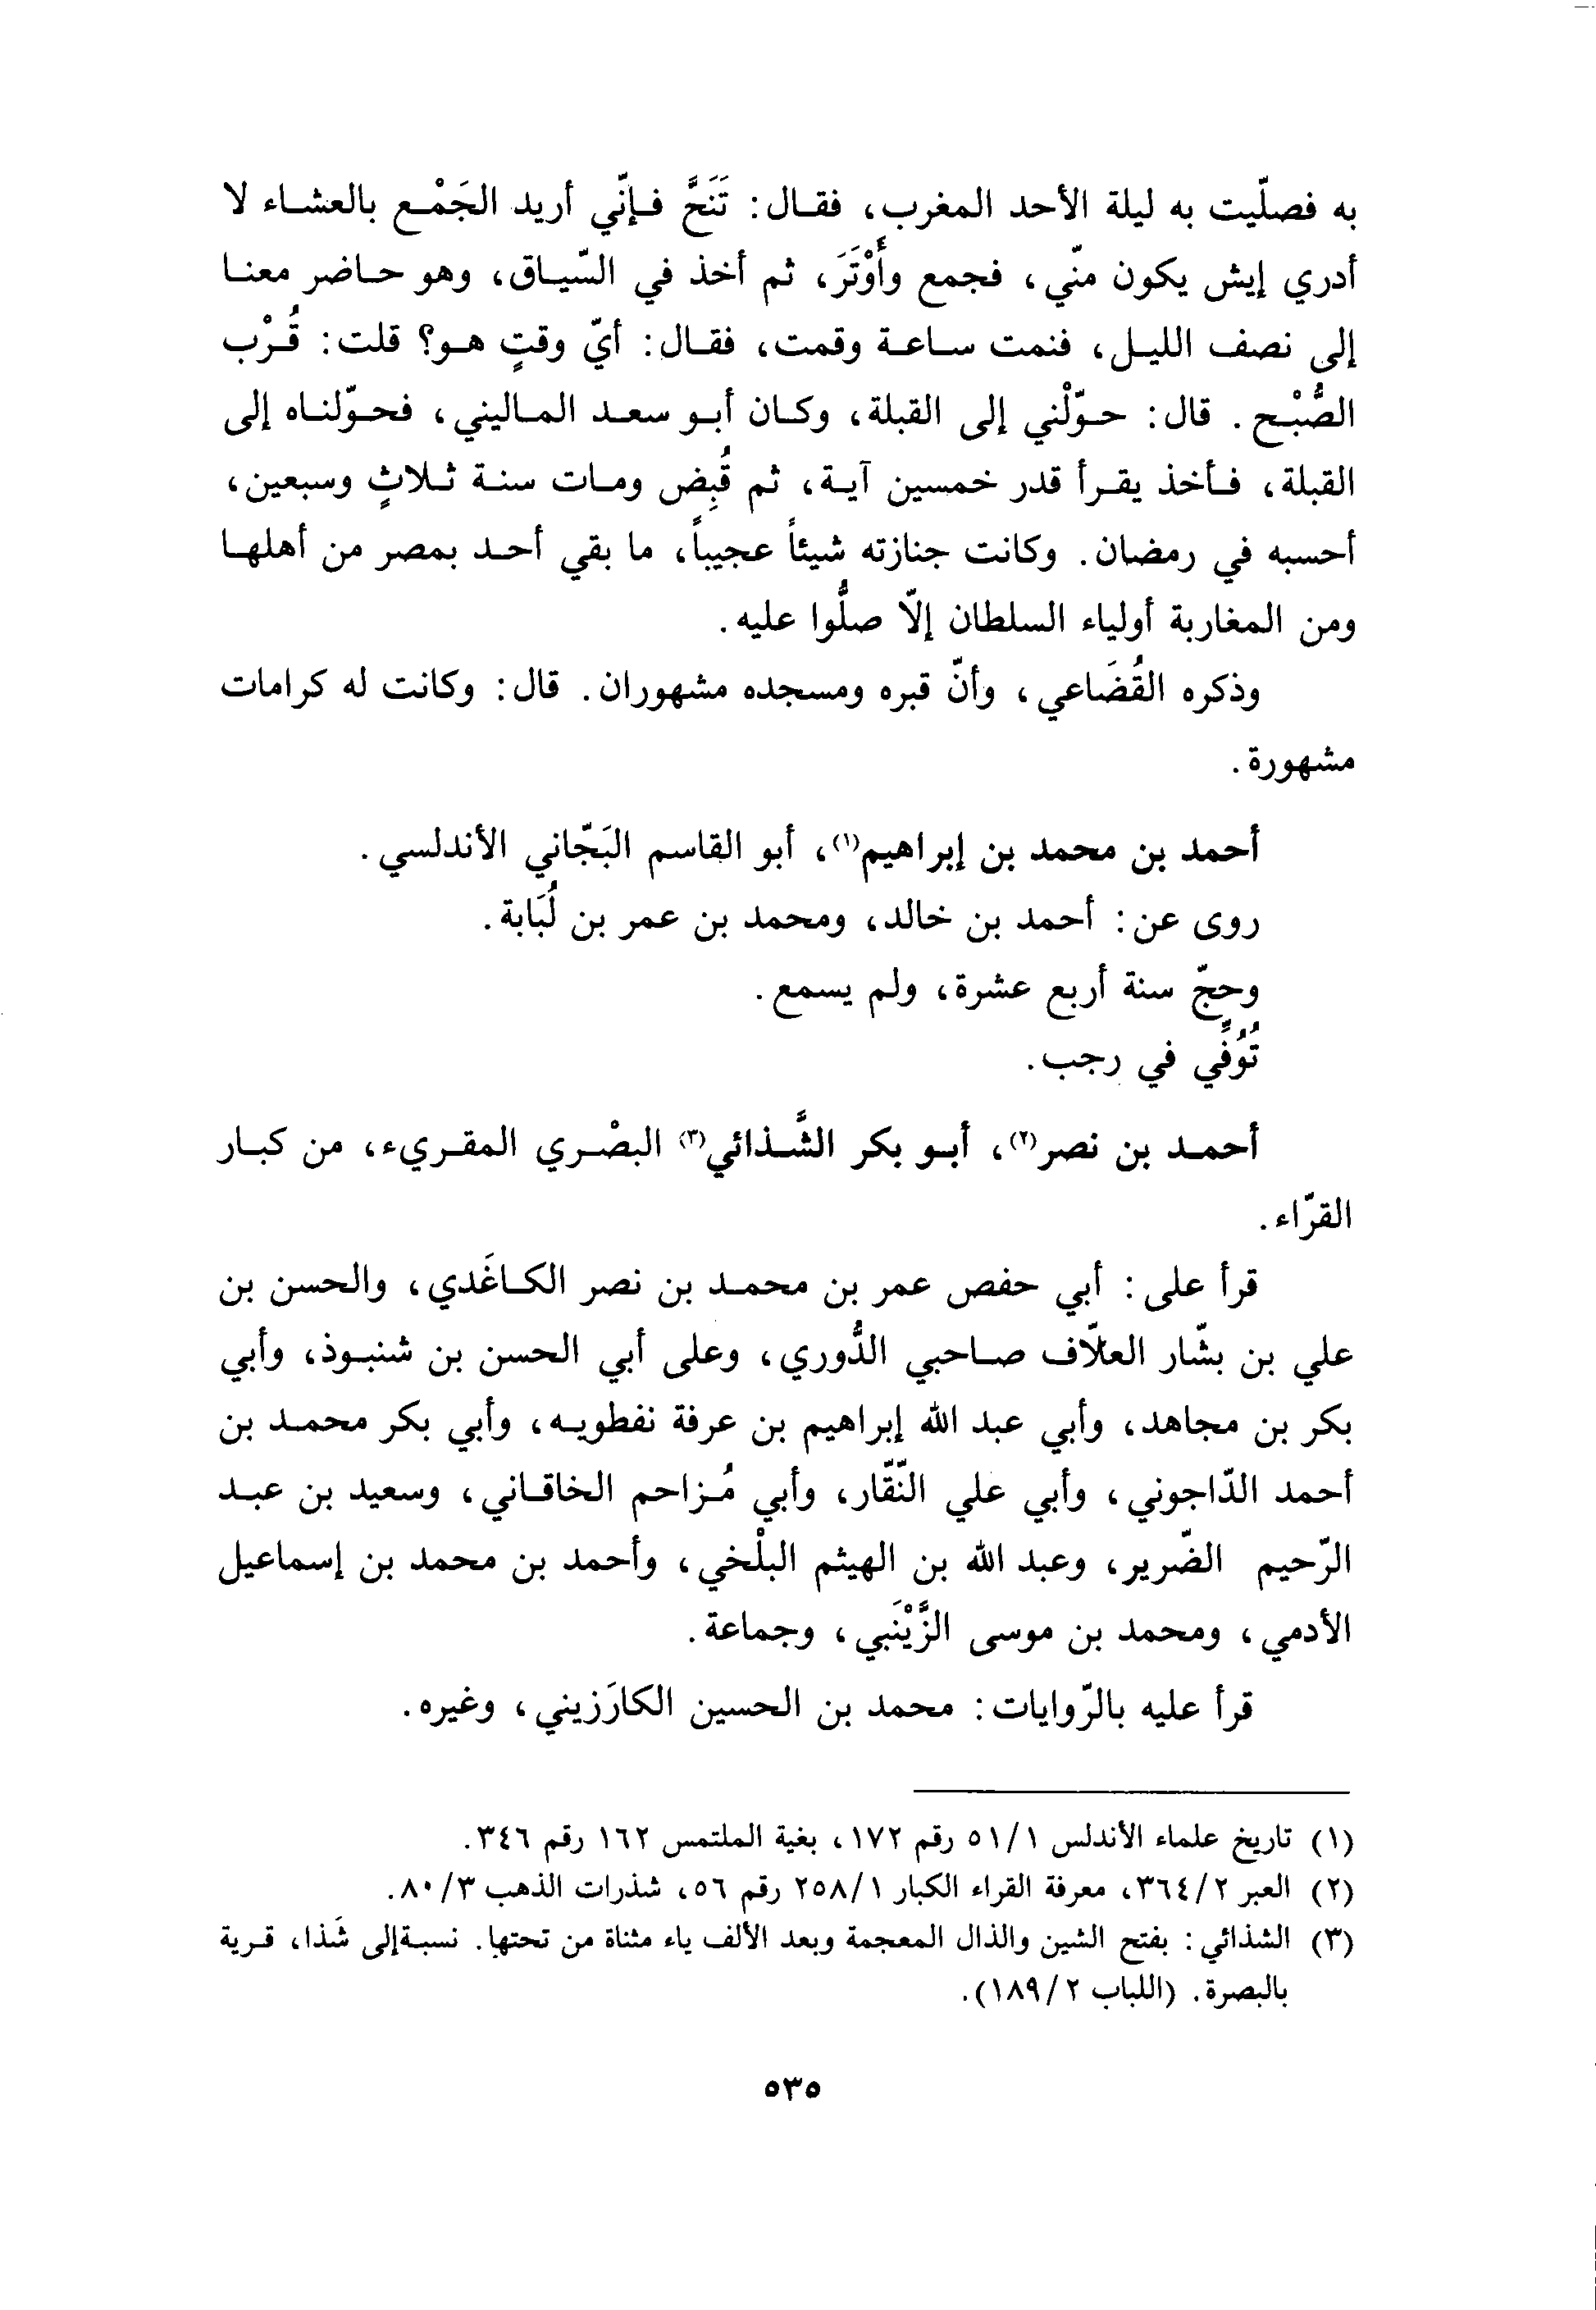 به فصلّيت به ليلة الأحد المغرب، فقال: تَنَحَّ فإنّي أريد الجَمْع بالعشاء لا
أدري إيش يكون منّي، فجمع وأَوْتَرَ، ثم أخذ في السّياق، وهو حاضر معنا
إلى نصف الليل، فنمت ساعة وقمت، فقال: أيّ وقتٍ هو؟ قلت: قُرْب
الصُّبْح. قال: حوّلْني إلى القبلة، وكان أبو سعد الماليني، فحوّلناه إلى
القبلة، فأخذ يقرأ قدر خمسين آية، ثم قُبِض ومات سنة ثلاثٍ وسبعين،
أحسبه في رمضان. وكانت جنازته شيئاً عجيباً، ما بقي أحد بمصر من أهلها
ومن المغاربة أولياء السلطان إلّا صلُّوا عليه.
وذكره القُضَاعي، وأنّ قبره ومسجده مشهوران. قال: وكانت له كرامات
مشهورة.
أحمد بن محمد بن إبراهيم(١)، أبو القاسم البَجّاني الأندلسي.
روى عن: أحمد بن خالد، ومحمد بن عمر بن لُبَابة.
وحجّ سنة أربع عشرة، ولم يسمع.
تُوُفِّي في رجب.
أحمد بن نصر(٢)، أبو بكر الشَّذائي(٣) البصْري المقريء، من كبار
القرّاء.
قرأ على: أبي حفص عمر بن محمد بن نصر الكاغَدي، والحسن بن
علي بن بشّار العلّاف صاحبي الدُّوري، وعلى أبي الحسن بن شنبوذ، وأبي
بكر بن مجاهد، وأبي عبد الله إبراهيم بن عرفة نفطويه، وأبي بكر محمد بن
أحمد الدّاجوني، وأبي علي النّقّار، وأبي مُزاحم الخاقاني، وسعيد بن عبد
الرّحيم الضّرير، وعبد الله بن الهيثم البلْخي، وأحمد بن محمد بن إسماعيل
الأدمي، ومحمد بن موسى الزَّيْنَبي، وجماعة.
قرأ عليه بالرّوايات: محمد بن الحسين الكارَزيني، وغيره.
(١) تاريخ علماء الأندلس ٥١/١ رقم ١٧٢، بغية الملتمس ١٦٢ رقم ٣٤٦.
(٢) العبر ٣٦٤/٢، معرفة القراء الكبار ٢٥٨/١ رقم ٥٦، شذرات الذهب ٨٠/٣.
(٣) الشذائي: بفتح الشين والذال المعجمة وبعد الألف ياء مثناة من تحتها. نسبة إلى شَذا، قرية
بالبصرة. (اللباب ١٨٩/٢).
٥٣٥